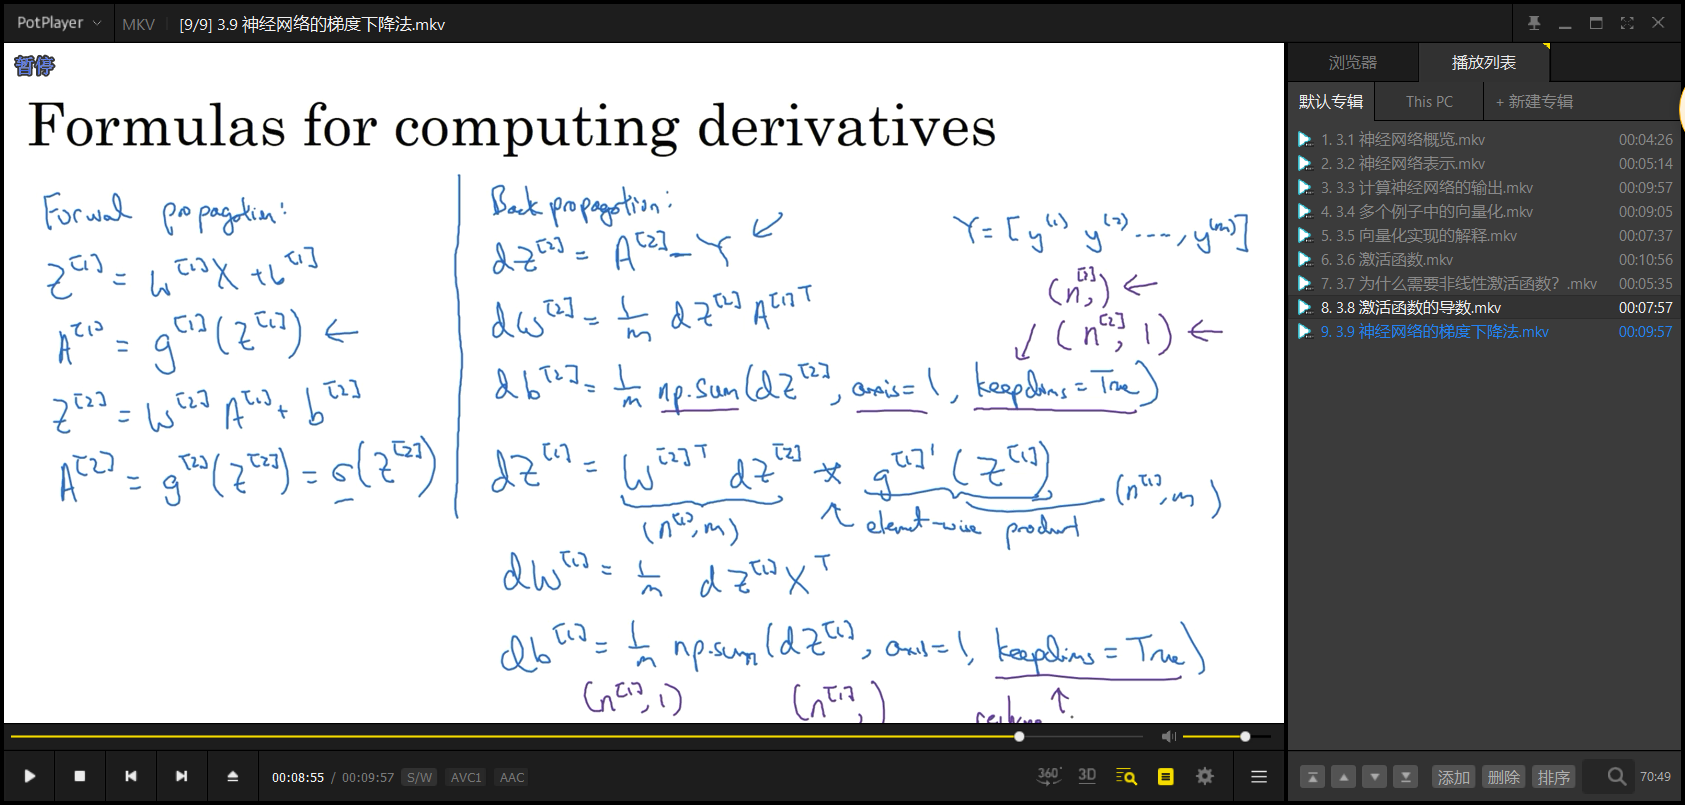 PotPlayer
MKV
[9/9] 3.9 神经网络的梯度下降法.mkv
暂停
Formulas for computing derivatives
Forward propagation:
Z^[1] = W^[1] X + b^[1]
A^[1] = g^[1](Z^[1]) ←
Z^[2] = W^[2] A^[1] + b^[2]
A^[2] = g^[2](Z^[2]) = σ(Z^[2])
Back propagation:
dZ^[2] = A^[2] - Y
Y = [y^(1) y^(2) ...., y^(m)]
dW^[2] = 1/m dZ^[2] A^[1]T
(n^[2],) ←
(n^[2], 1) ←
db^[2] = 1/m np.sum(dZ^[2], axis=1, keepdims=True)
dZ^[1] = W^[2]T dZ^[2] * g^[1]'(Z^[1])
(n^[1], m)
element-wise product
(n^[1], m)
dW^[1] = 1/m dZ^[1] X^T
db^[1] = 1/m np.sum(dZ^[1], axis=1, keepdims=True)
(n^[1], 1)
(n^[1],)
浏览器
播放列表
默认专辑
This PC
+ 新建专辑
1. 3.1 神经网络概览.mkv 00:04:26
2. 3.2 神经网络表示.mkv 00:05:14
3. 3.3 计算神经网络的输出.mkv 00:09:57
4. 3.4 多个例子中的向量化.mkv 00:09:05
5. 3.5 向量化实现的解释.mkv 00:07:37
6. 3.6 激活函数.mkv 00:10:56
7. 3.7 为什么需要非线性激活函数？.mkv 00:05:35
8. 3.8 激活函数的导数.mkv 00:07:57
9. 3.9 神经网络的梯度下降法.mkv 00:09:57
00:08:55 / 00:09:57
S/W
AVC1
AAC
360°
3D
添加
删除
排序
70:49